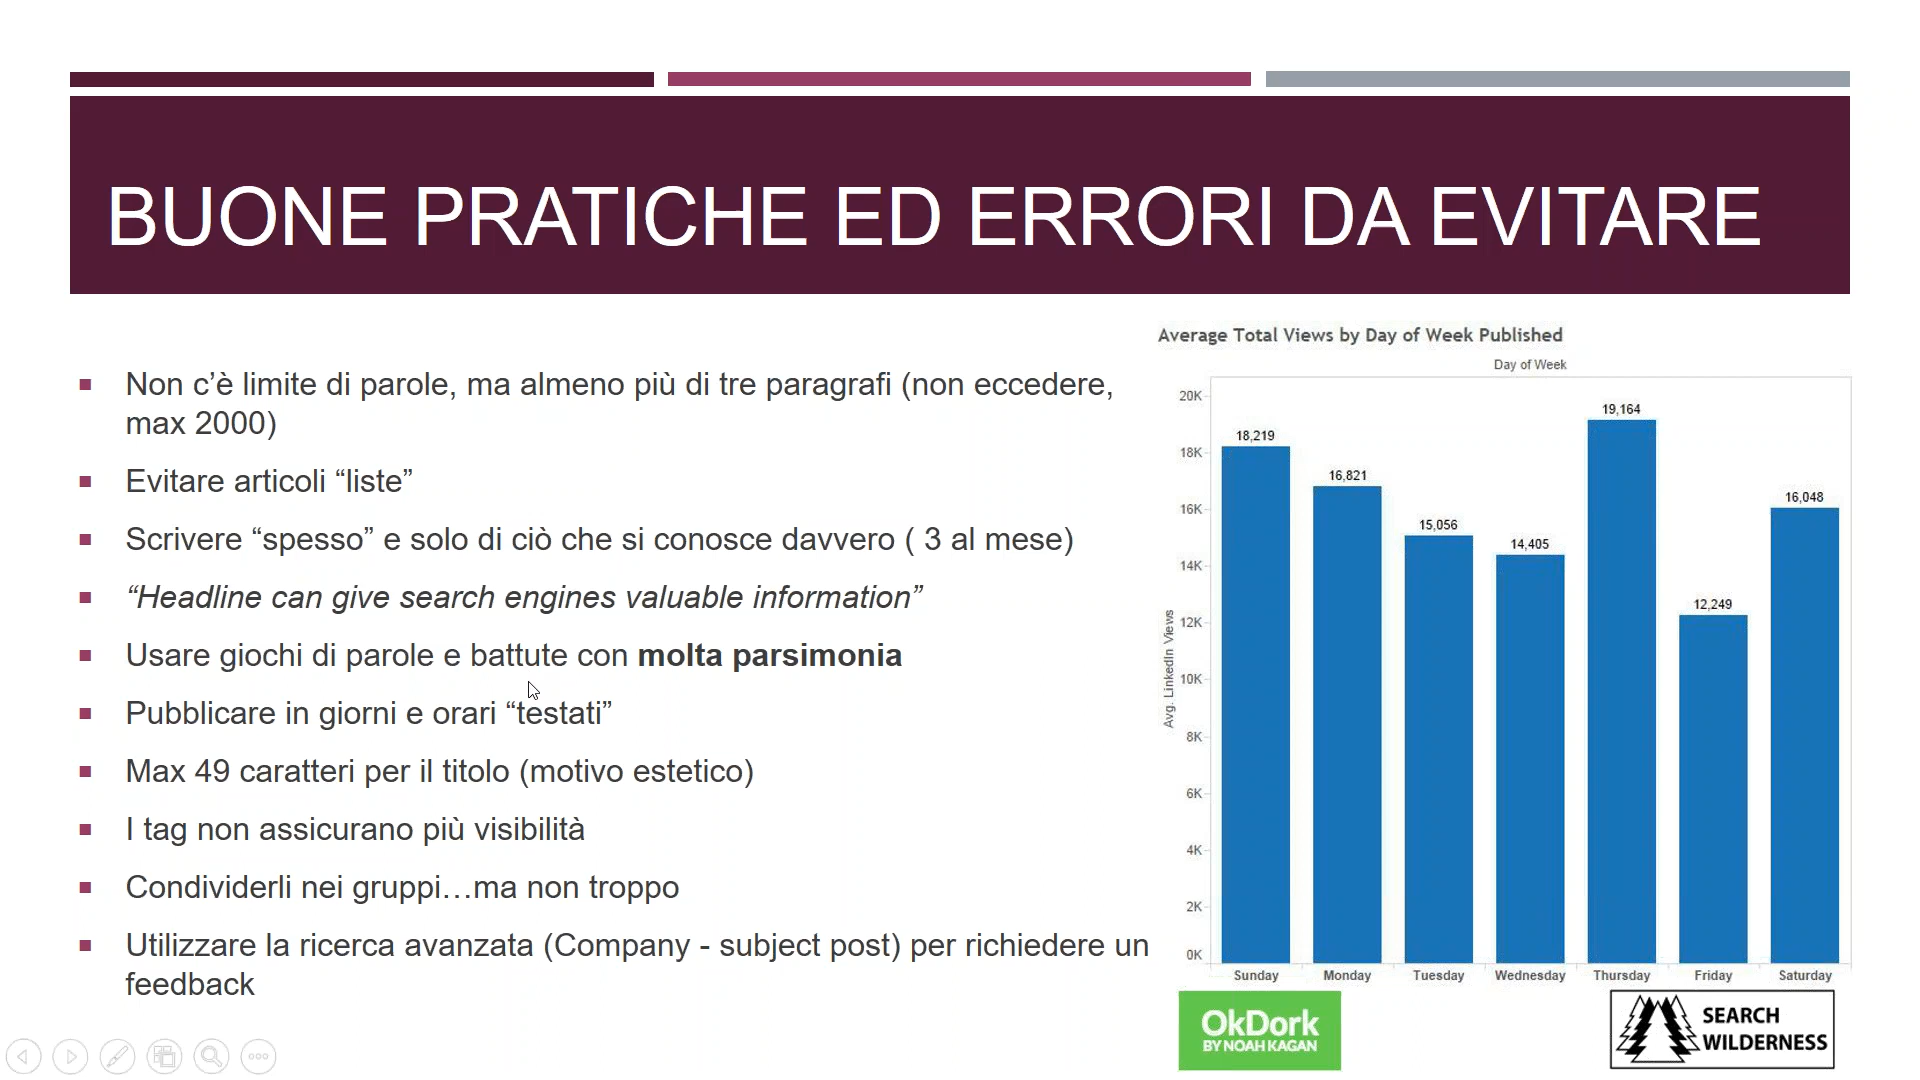 BUONE PRATICHE ED ERRORI DA EVITARE
Non c’è limite di parole, ma almeno più di tre paragrafi (non eccedere,
max 2000)
Evitare articoli “liste”
Scrivere “spesso” e solo di ciò che si conosce davvero ( 3 al mese)
“Headline can give search engines valuable information”
Usare giochi di parole e battute con molta parsimonia
Pubblicare in giorni e orari “testati”
Max 49 caratteri per il titolo (motivo estetico)
I tag non assicurano più visibilità
Condividerli nei gruppi…ma non troppo
Utilizzare la ricerca avanzata (Company - subject post) per richiedere un
feedback
Average Total Views by Day of Week Published
Day of Week
Avg. LinkedIn Views
20K
18K
16K
14K
12K
10K
8K
6K
4K
2K
0K
18,219
16,821
15,056
14,405
19,164
12,249
16,048
Sunday Monday Tuesday Wednesday Thursday Friday Saturday
OkDork
BY NOAH KAGAN
SEARCH
WILDERNESS